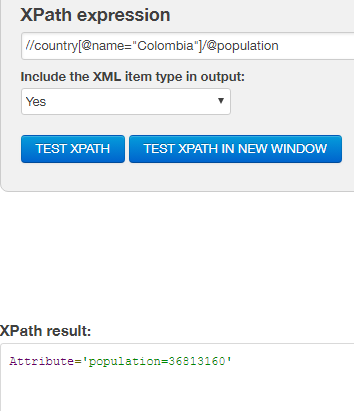 XPath expression
//country[@name="Colombia"]/@population
Include the XML item type in output:
Yes
TEST XPATH TEST XPATH IN NEW WINDOW
XPath result:
Attribute='population=36813160'